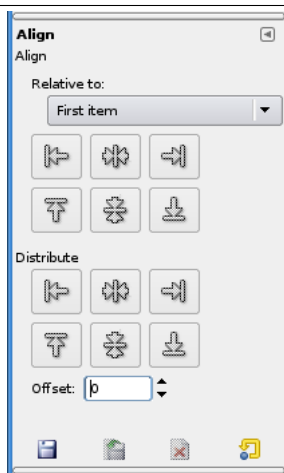 Align
Align
Relative to:
First item
Distribute
Offset: 0